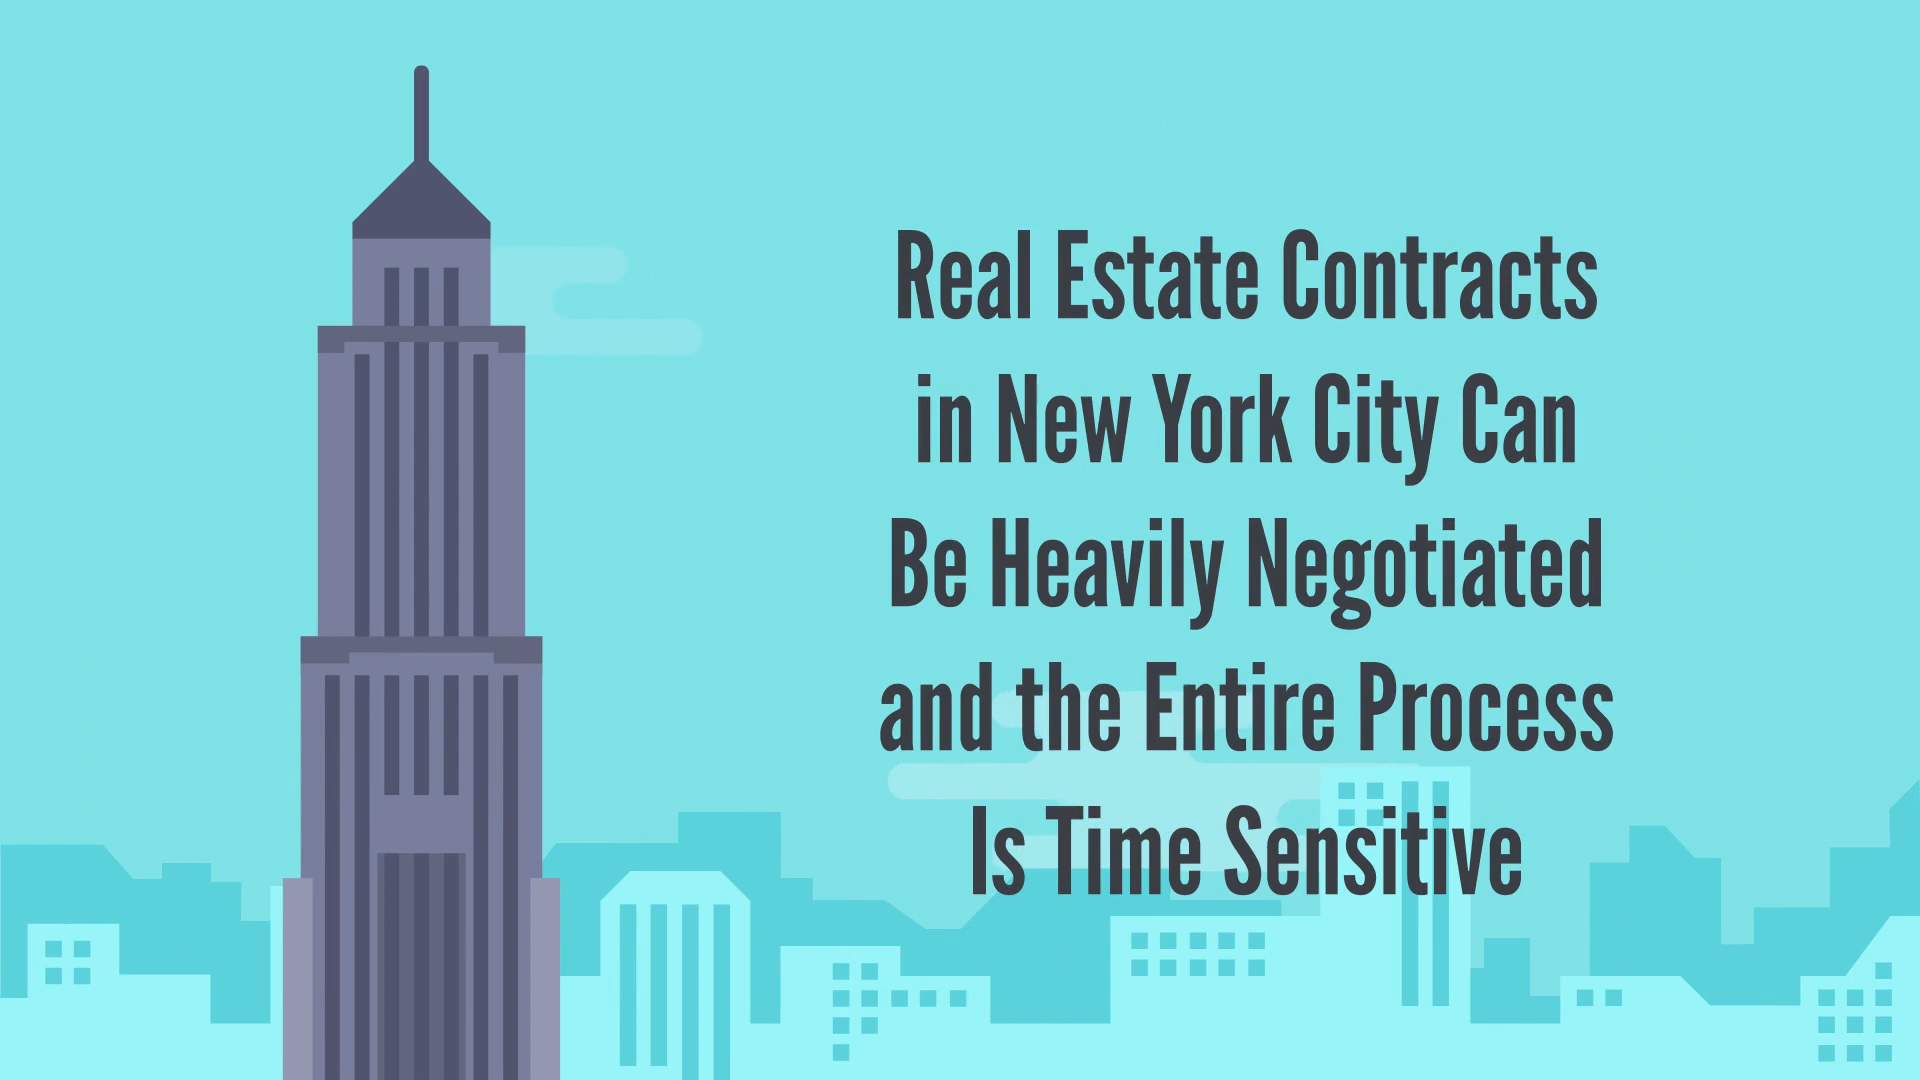 Real Estate Contracts
in New York City Can
Be Heavily Negotiated
and the Entire Process
Is Time Sensitive